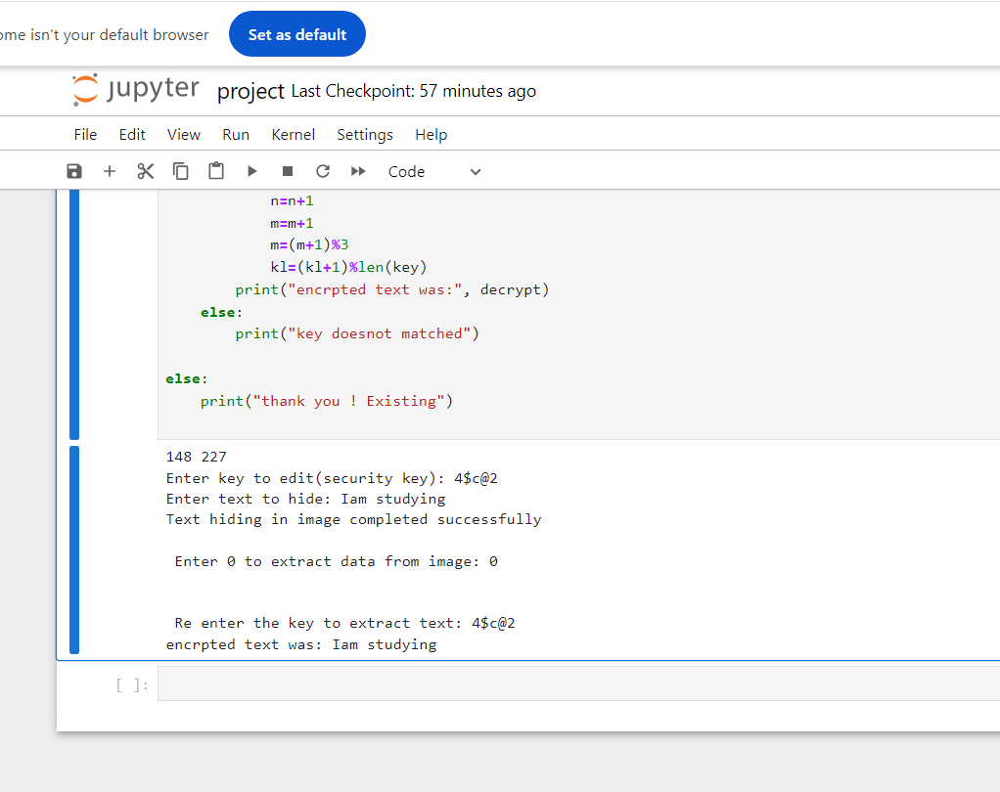 ome isn't your default browser Set as default
jupyter project Last Checkpoint: 57 minutes ago
File Edit View Run Kernel Settings Help
Code
n=n+1
m=m+1
m=(m+1)%3
kl=(kl+1)%len(key)
print("encrpted text was:", decrypt)
else:
print("key doesnot matched")
else:
print("thank you ! Existing")
148 227
Enter key to edit(security key): 4$c@2
Enter text to hide: Iam studying
Text hiding in image completed successfully
Enter 0 to extract data from image: 0
Re enter the key to extract text: 4$c@2
encrpted text was: Iam studying
[ ]: